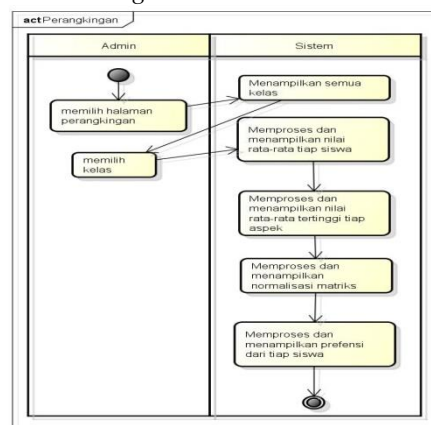 act Perangkingan
Admin
Sistem
memilih halaman
perangkingan
Menampilkan semua
kelas
memilih
kelas
Memproses dan
menampilkan nilai
rata-rata tiap siswa
Memproses dan
menampilkan nilai
rata-rata tertinggi tiap
aspek
Memproses dan
menampilkan
normalisasi matriks
Memproses dan
menampilkan prefensi
dari tiap siswa